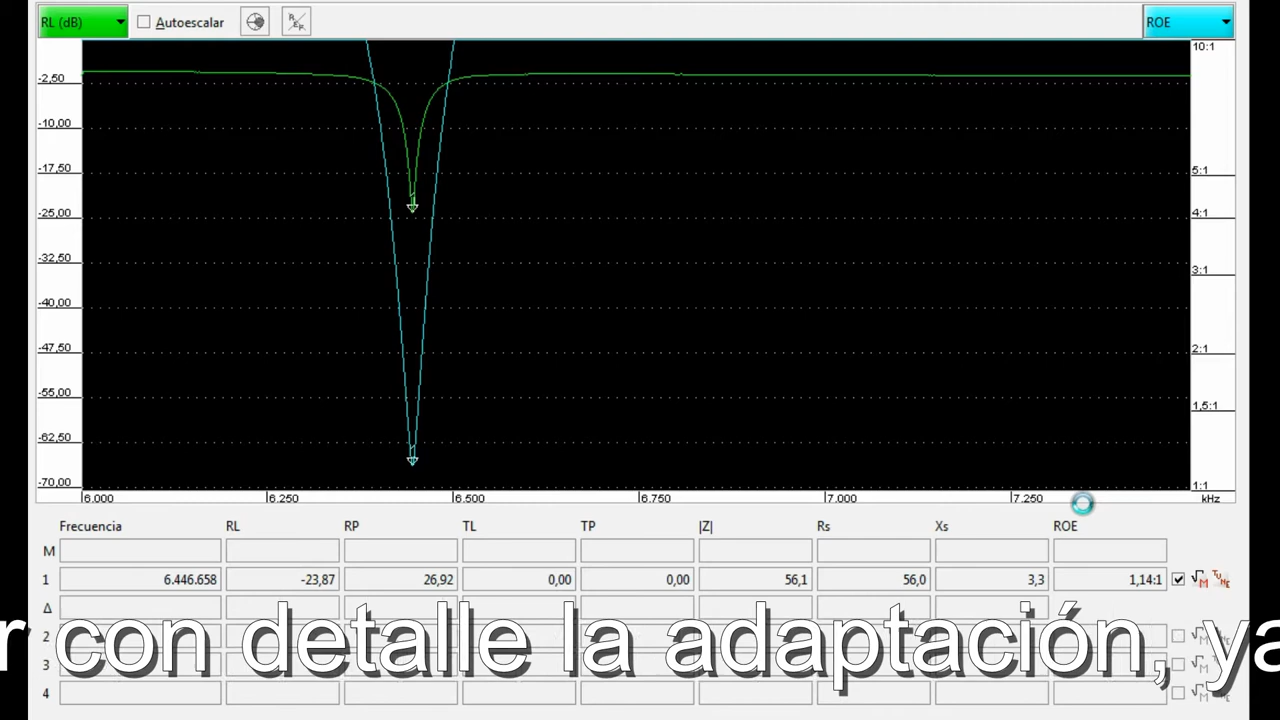 RL (dB) Autoescalar REF. ROE
10:1
-2,50
-10,00
-17,50 5:1
-25,00 4:1
-32,50 3:1
-40,00
-47,50 2:1
-55,00 1,5:1
-62,50
-70,00 1:1
6.000 6.250 6.500 6.750 7.000 7.250 kHz
Frecuencia RL RP TL TP |Z| Rs Xs ROE
M
1 6.446.658 -23,87 26,92 0,00 0,00 56,1 56,0 3,3 1,14:1 M TUNE
Δ
2 M
r con detalle la adaptación, ya
3 M
4 M